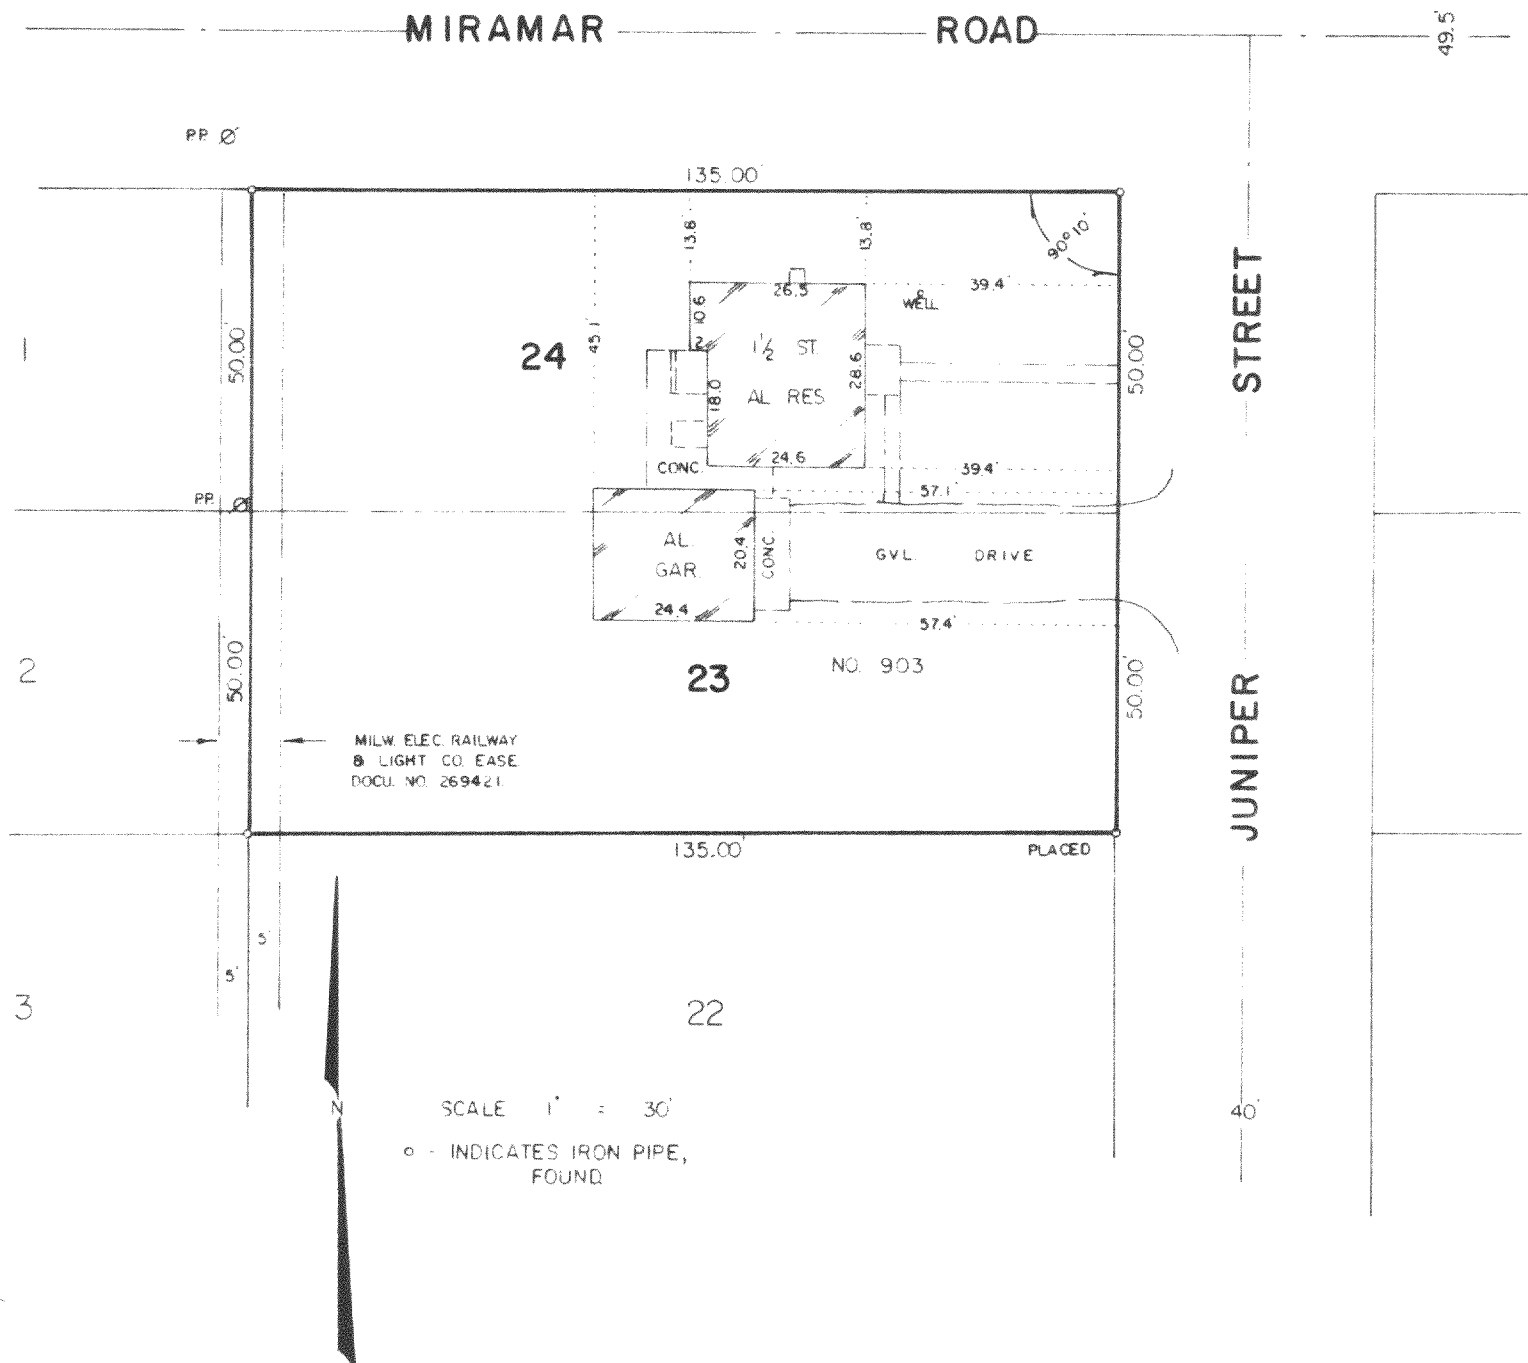 MIRAMAR ROAD
49.5'
P.P. Ø
135.00'
13.8'
13.8'
90° 10'
STREET
45.1'
10.6
26.5
39.4'
WELL
1
50.00'
24
2
1 1/2 ST.
AL RES
28.6
50.00'
18.0
CONC.
24.6
39.4'
57.1'
P.P. Ø
AL.
GAR.
20.4
CONC.
GVL. DRIVE
24.4
57.4'
2
50.00'
23
NO. 903
50.00'
JUNIPER
MILW. ELEC. RAILWAY
& LIGHT CO. EASE.
DOCU. NO. 269421.
135.00'
PLACED
5'
5'
3
22
N
SCALE 1" = 30'
40'
o - INDICATES IRON PIPE,
FOUND